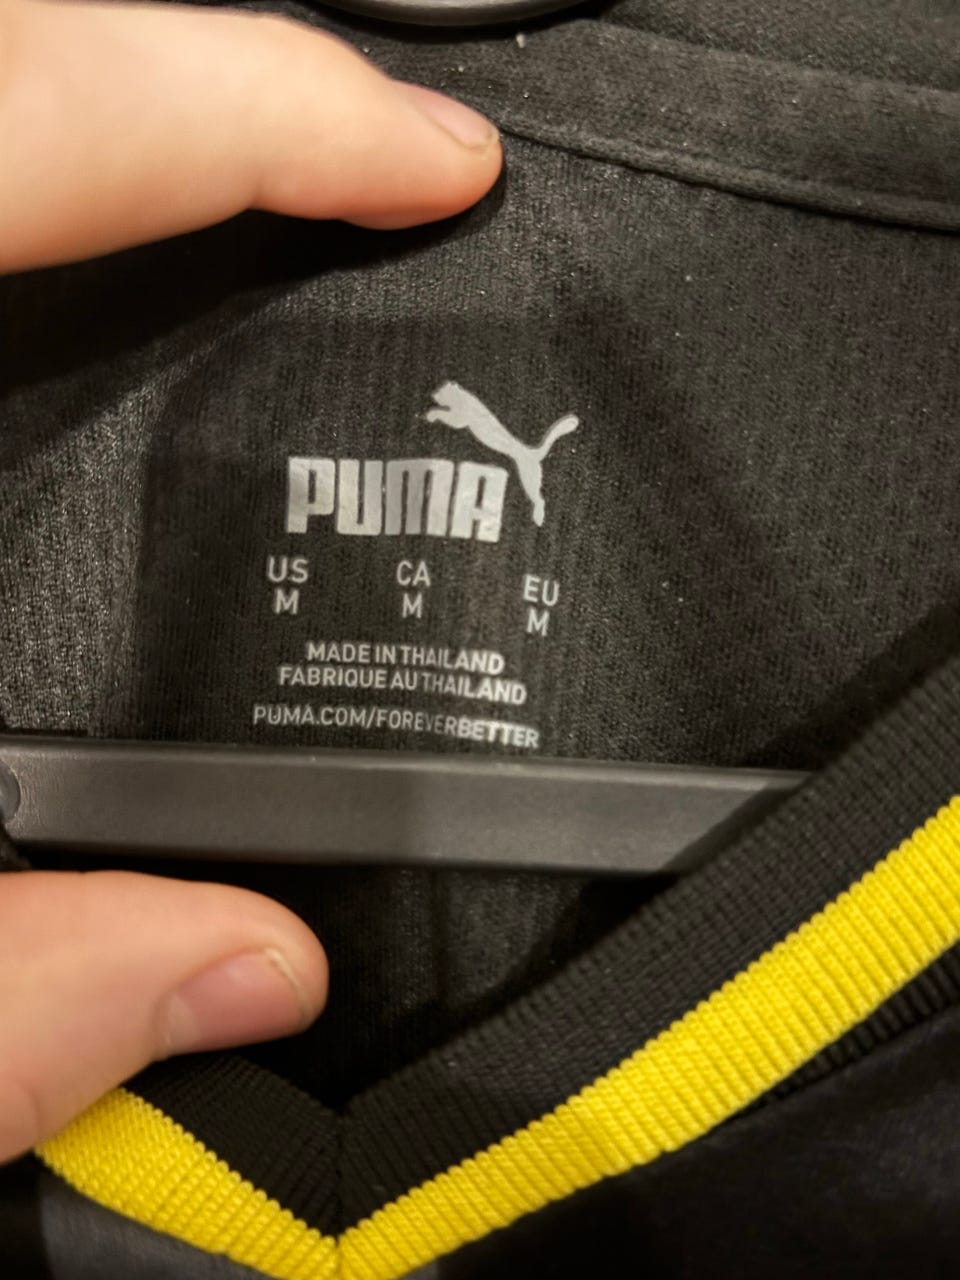 PUMA
US CA EU
M M M
MADE IN THAILAND
FABRIQUE AU THAILAND
PUMA.COM/FOREVERBETTER